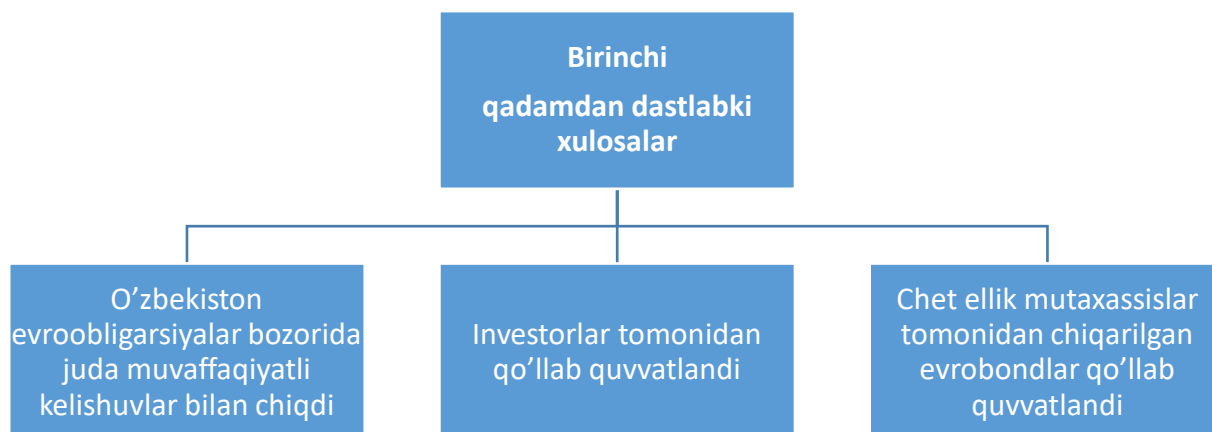 Birinchi
qadamdan dastlabki
xulosalar
O’zbekiston
evroobligarsiyalar bozorida
juda muvaffaqiyatli
kelishuvlar bilan chiqdi
Investorlar tomonidan
qo’llab quvvatlandi
Chet ellik mutaxassislar
tomonidan chiqarilgan
evrobondlar qo’llab
quvvatlandi